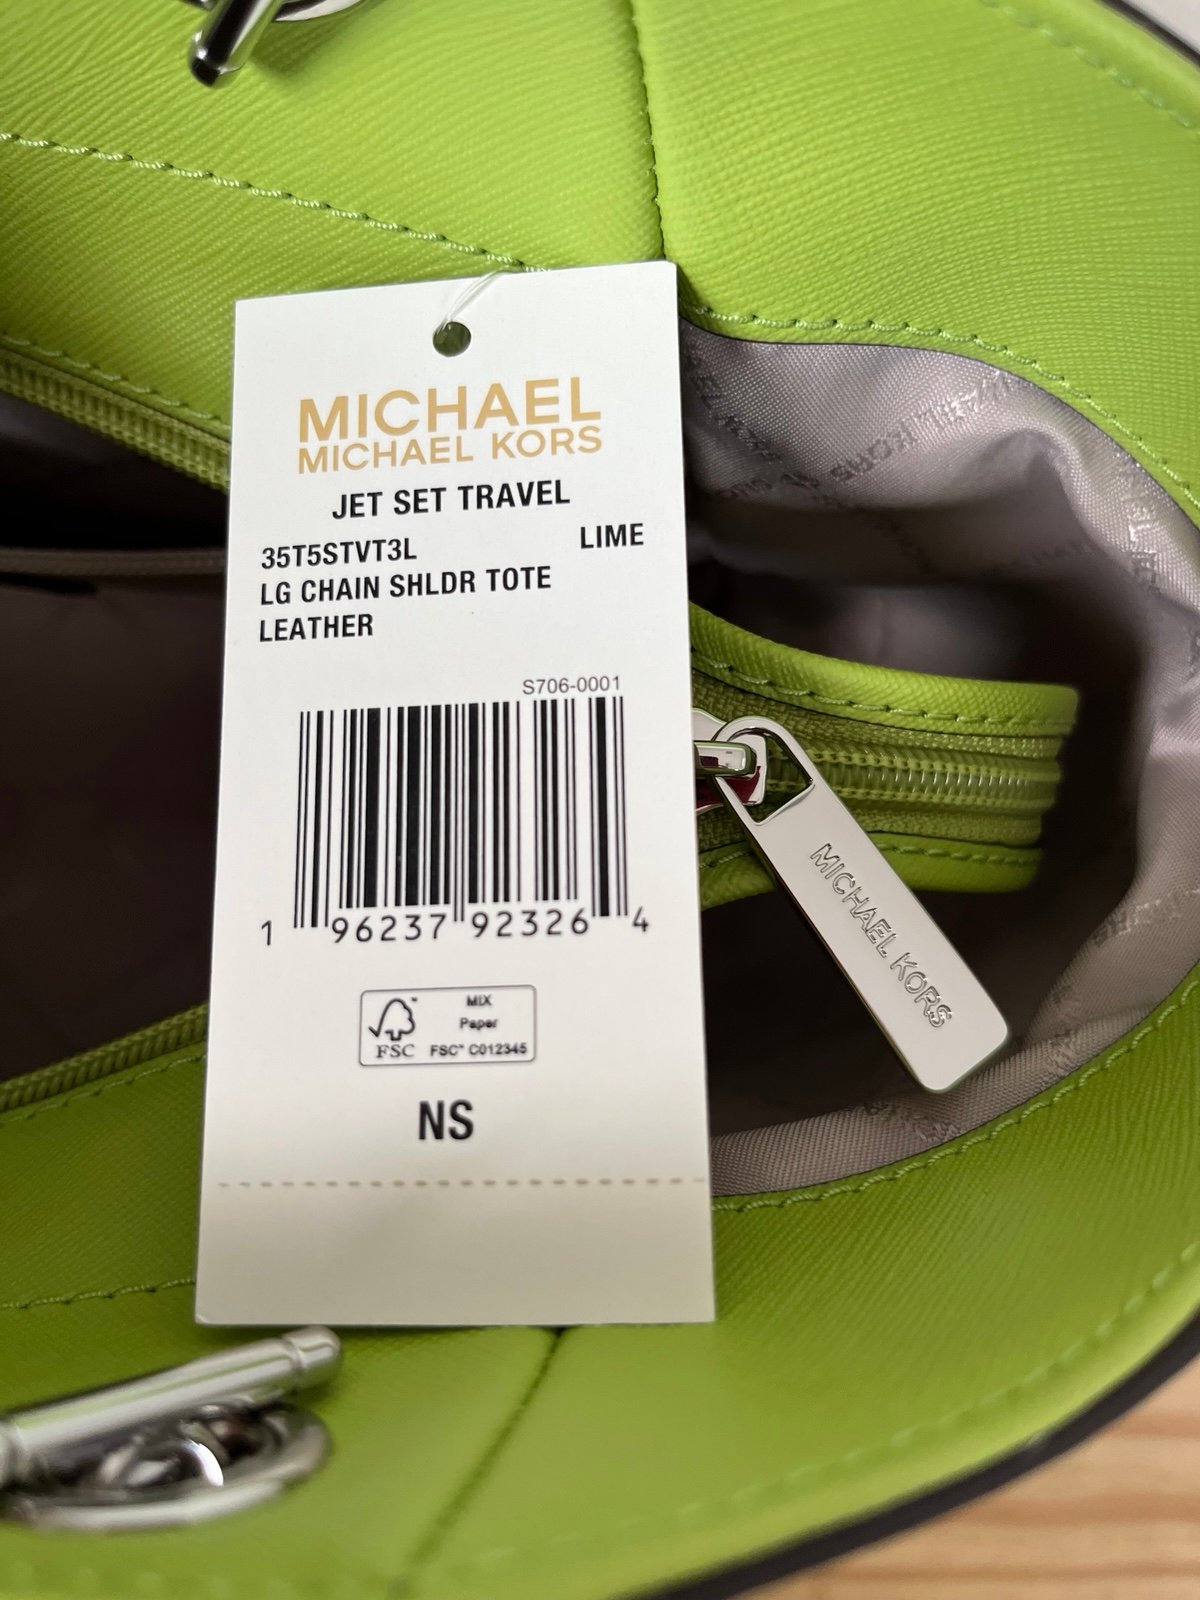 MICHAEL
MICHAEL KORS
JET SET TRAVEL
35T5STVT3L LIME
LG CHAIN SHLDR TOTE
LEATHER
S706-0001
1 96237 92326 4
FSC
MIX
Paper
FSC™ C012345
NS
MICHAEL KORS